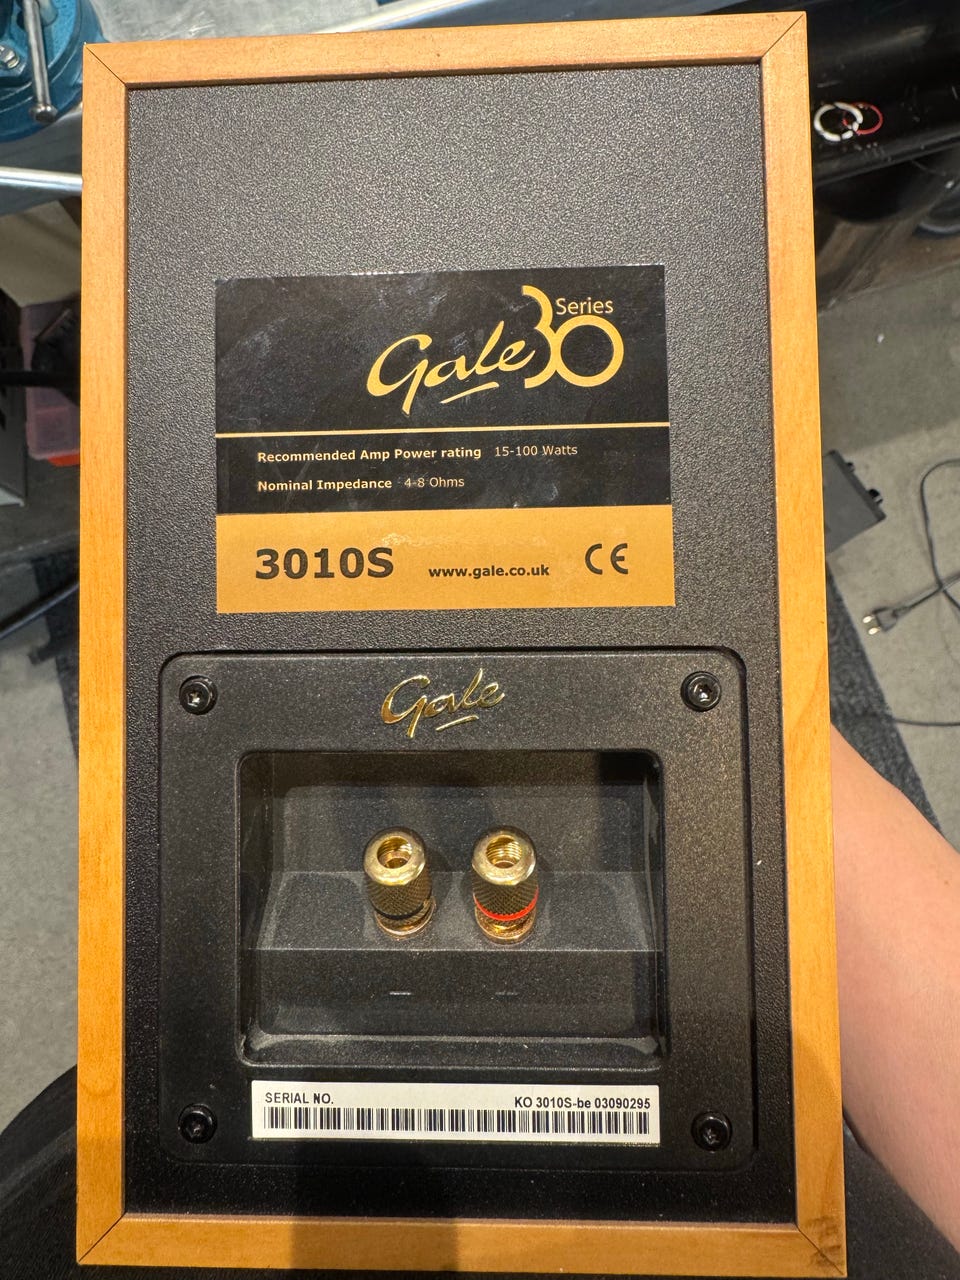 Gale 30 Series
Recommended Amp Power rating 15-100 Watts
Nominal Impedance 4-8 Ohms
3010S www.gale.co.uk CE
Gale
SERIAL NO. KO 3010S-be 03090295